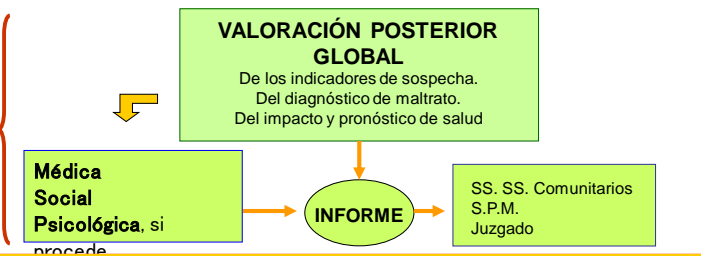 VALORACIÓN POSTERIOR
GLOBAL
De los indicadores de sospecha.
Del diagnóstico de maltrato.
Del impacto y pronóstico de salud
Médica
Social
Psicológica, si
procede
INFORME
SS. SS. Comunitarios
S.P.M.
Juzgado